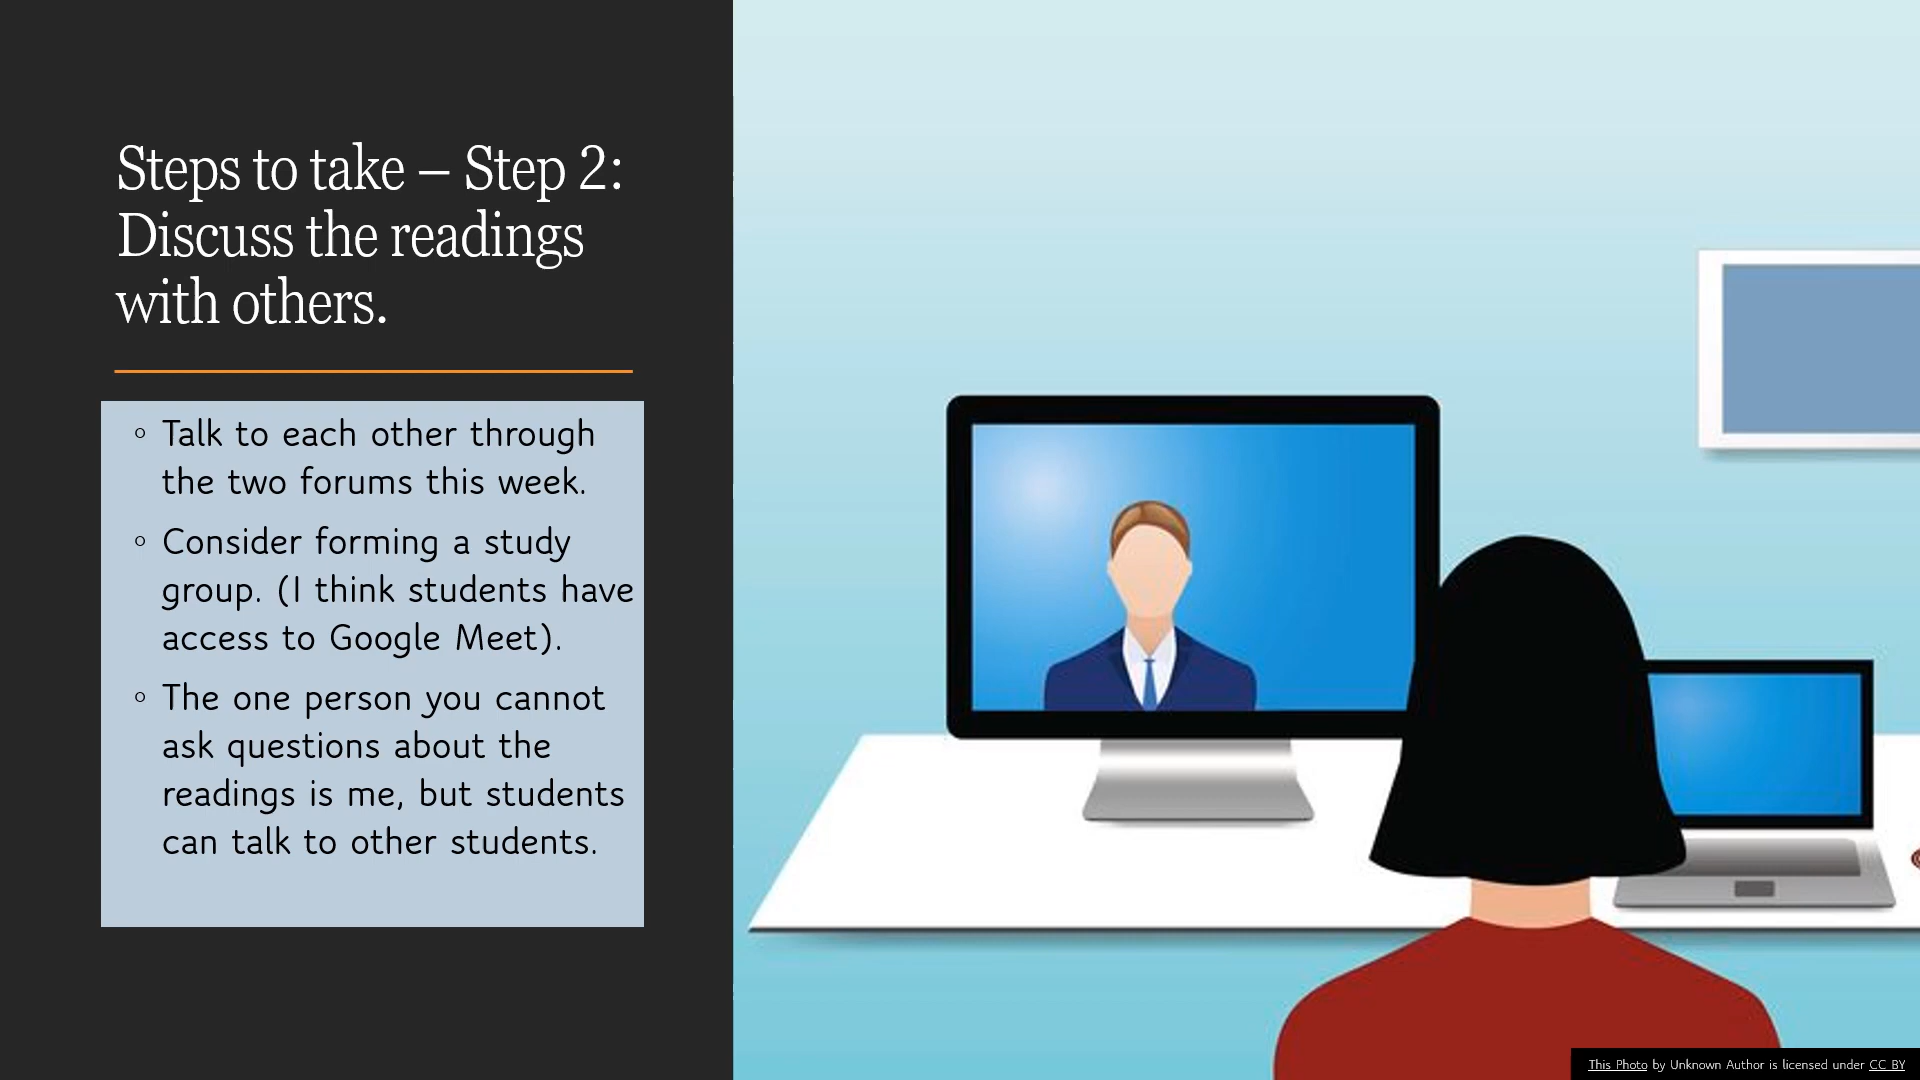 Steps to take – Step 2:
Discuss the readings
with others.
◦ Talk to each other through
the two forums this week.
◦ Consider forming a study
group. (I think students have
access to Google Meet).
◦ The one person you cannot
ask questions about the
readings is me, but students
can talk to other students.
This Photo by Unknown Author is licensed under CC BY